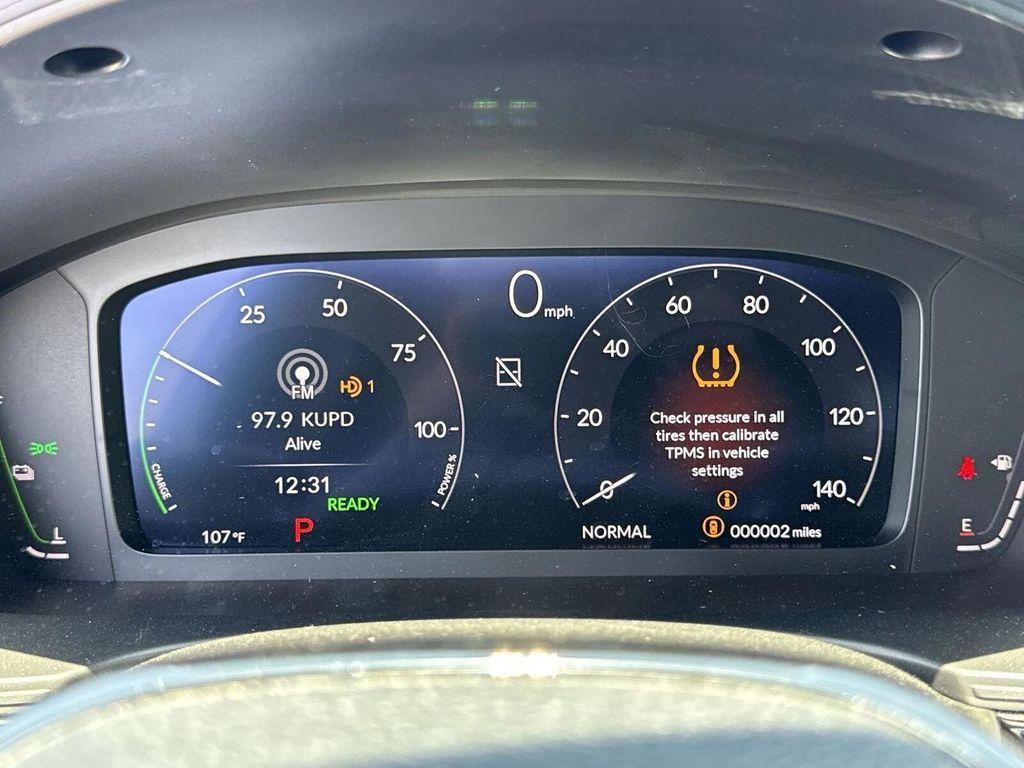 0 mph
25
50
75
100
CHARGE
POWER %
FM
HD 1
97.9 KUPD
Alive
12:31
READY
107°F
P
L
0
20
40
60
80
100
120
140
mph
Check pressure in all
tires then calibrate
TPMS in vehicle
settings
NORMAL
000002 miles
E